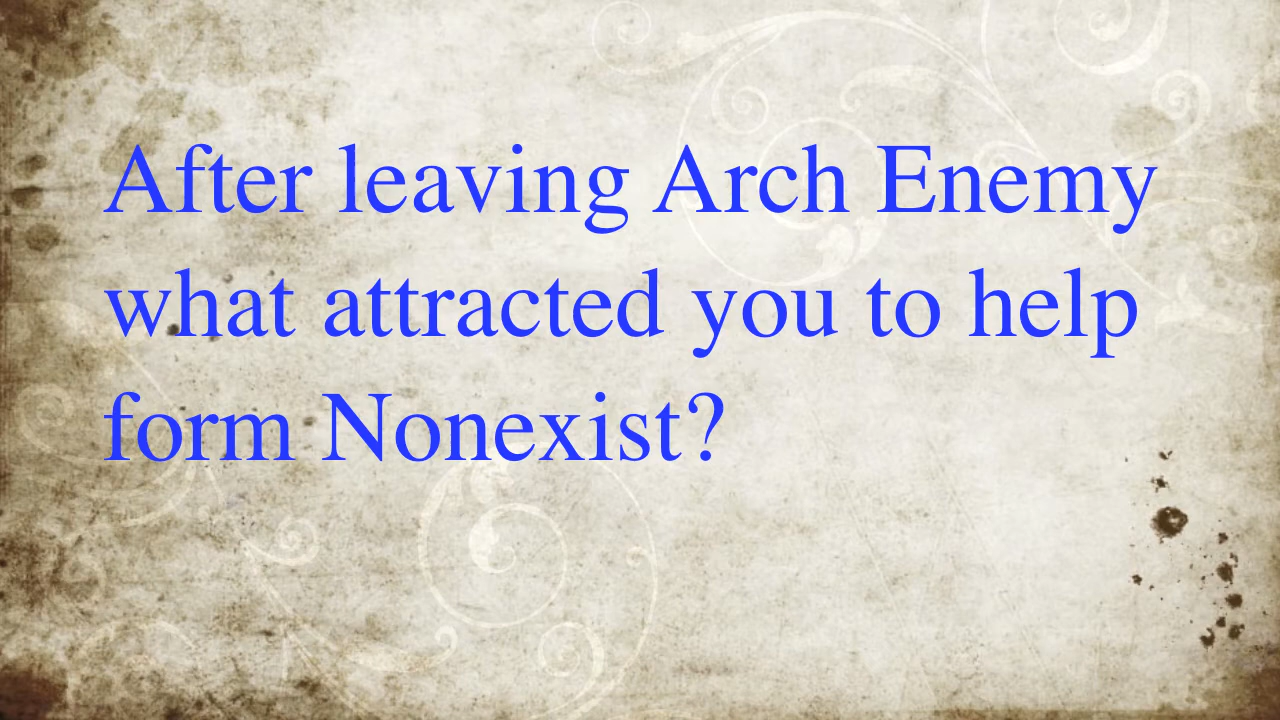 After leaving Arch Enemy
what attracted you to help
form Nonexist?